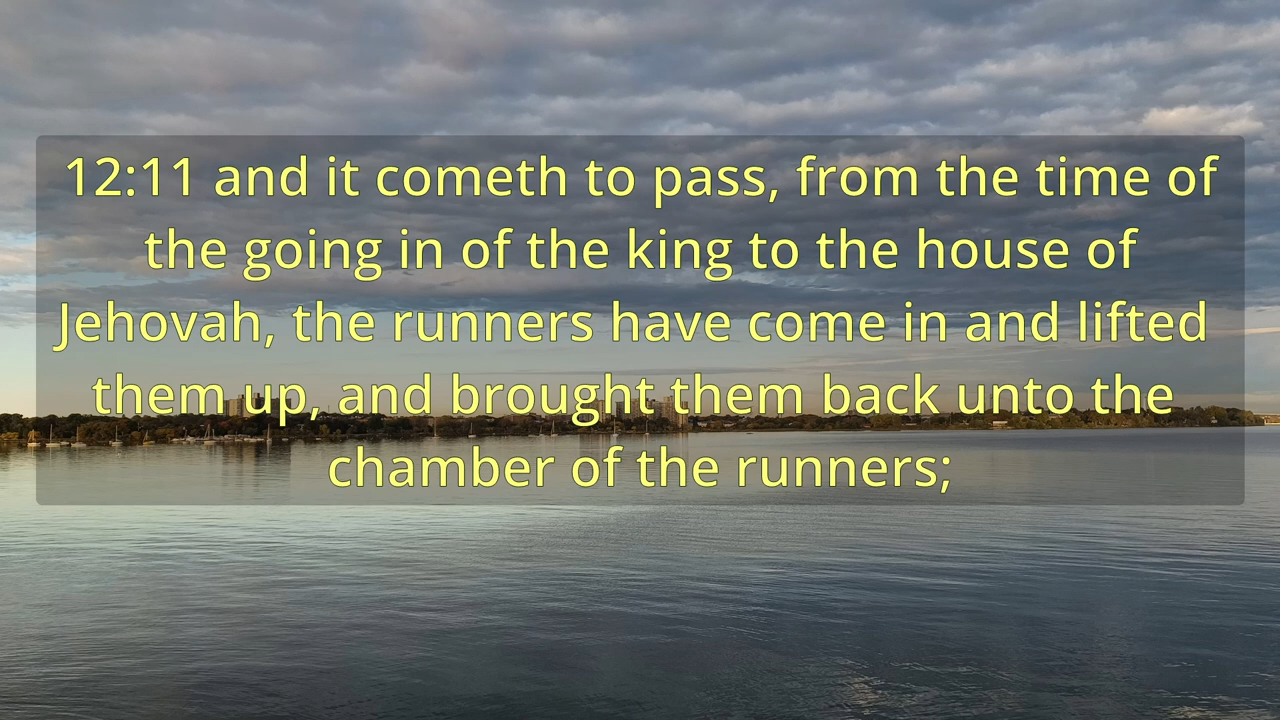 12:11 and it cometh to pass, from the time of
the going in of the king to the house of
Jehovah, the runners have come in and lifted
them up, and brought them back unto the
chamber of the runners;